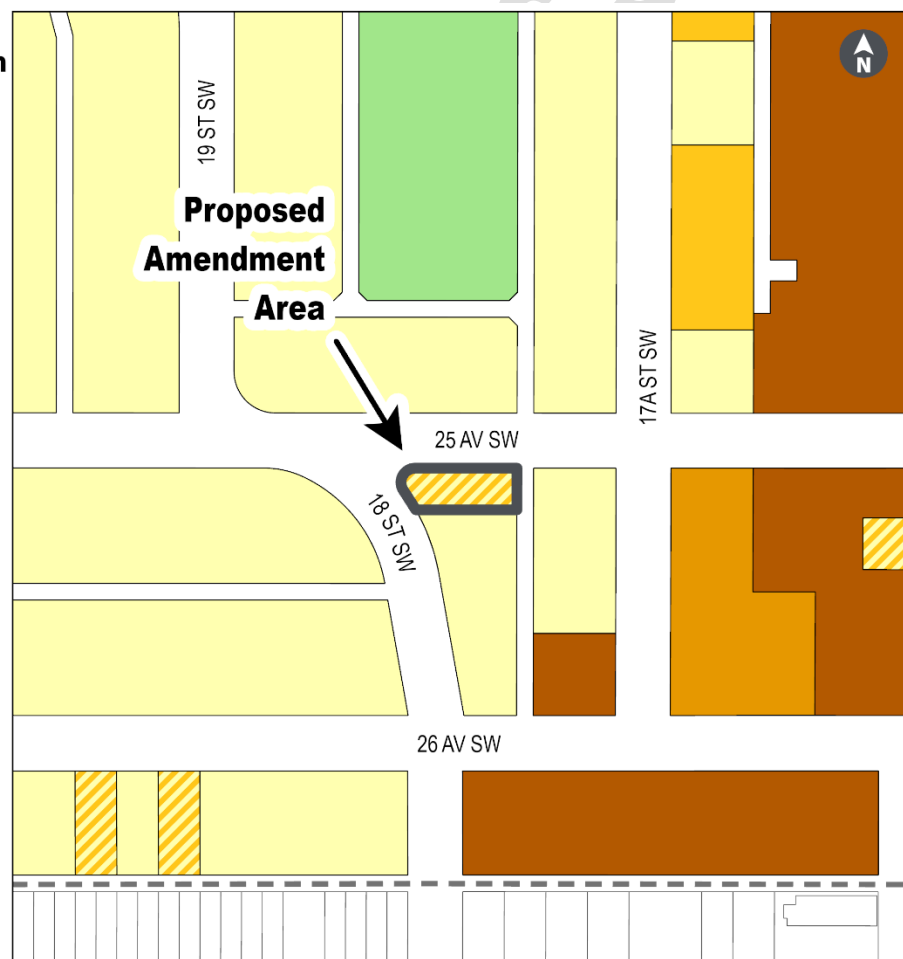 n
N
19 ST SW
Proposed
Amendment
Area
17A ST SW
25 AV SW
18 ST SW
26 AV SW